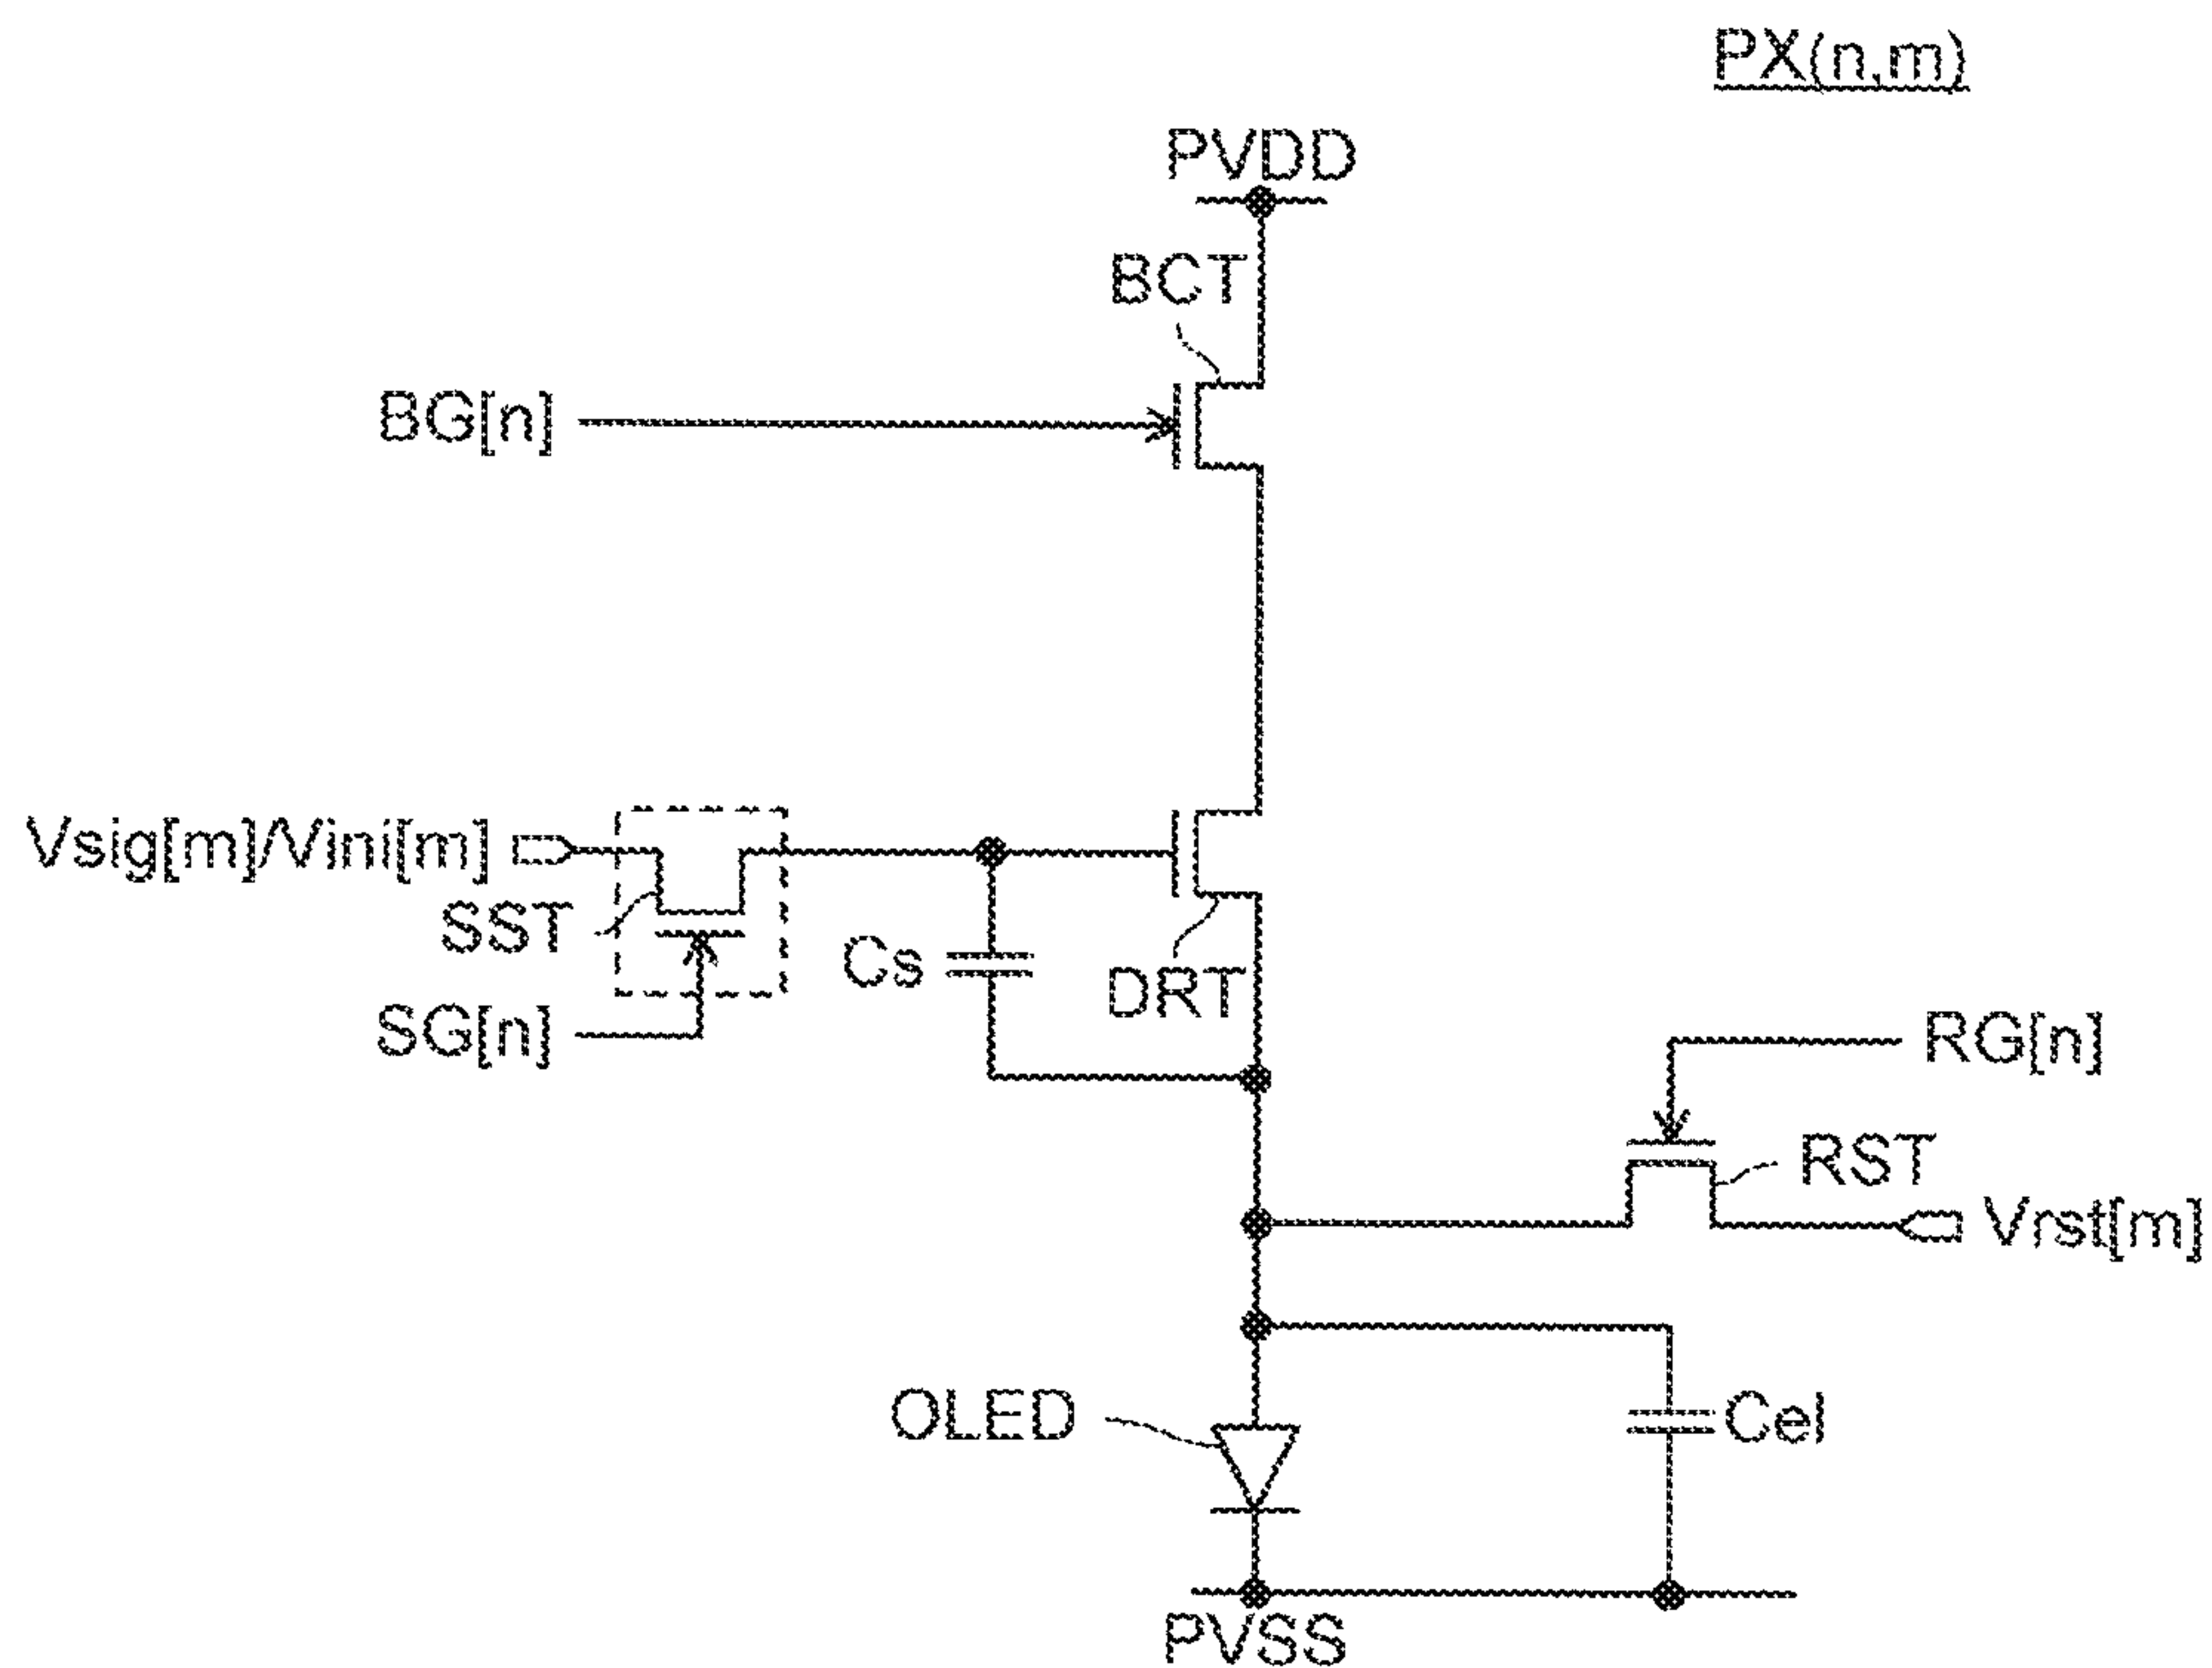 PX(n,m)
PVDD
BCT
BG[n]
Vsig[m]/Vini[m]
SST
Cs
DRT
SG[n]
RG[n]
RST
Vrst[m]
OLED
Cel
PVSS